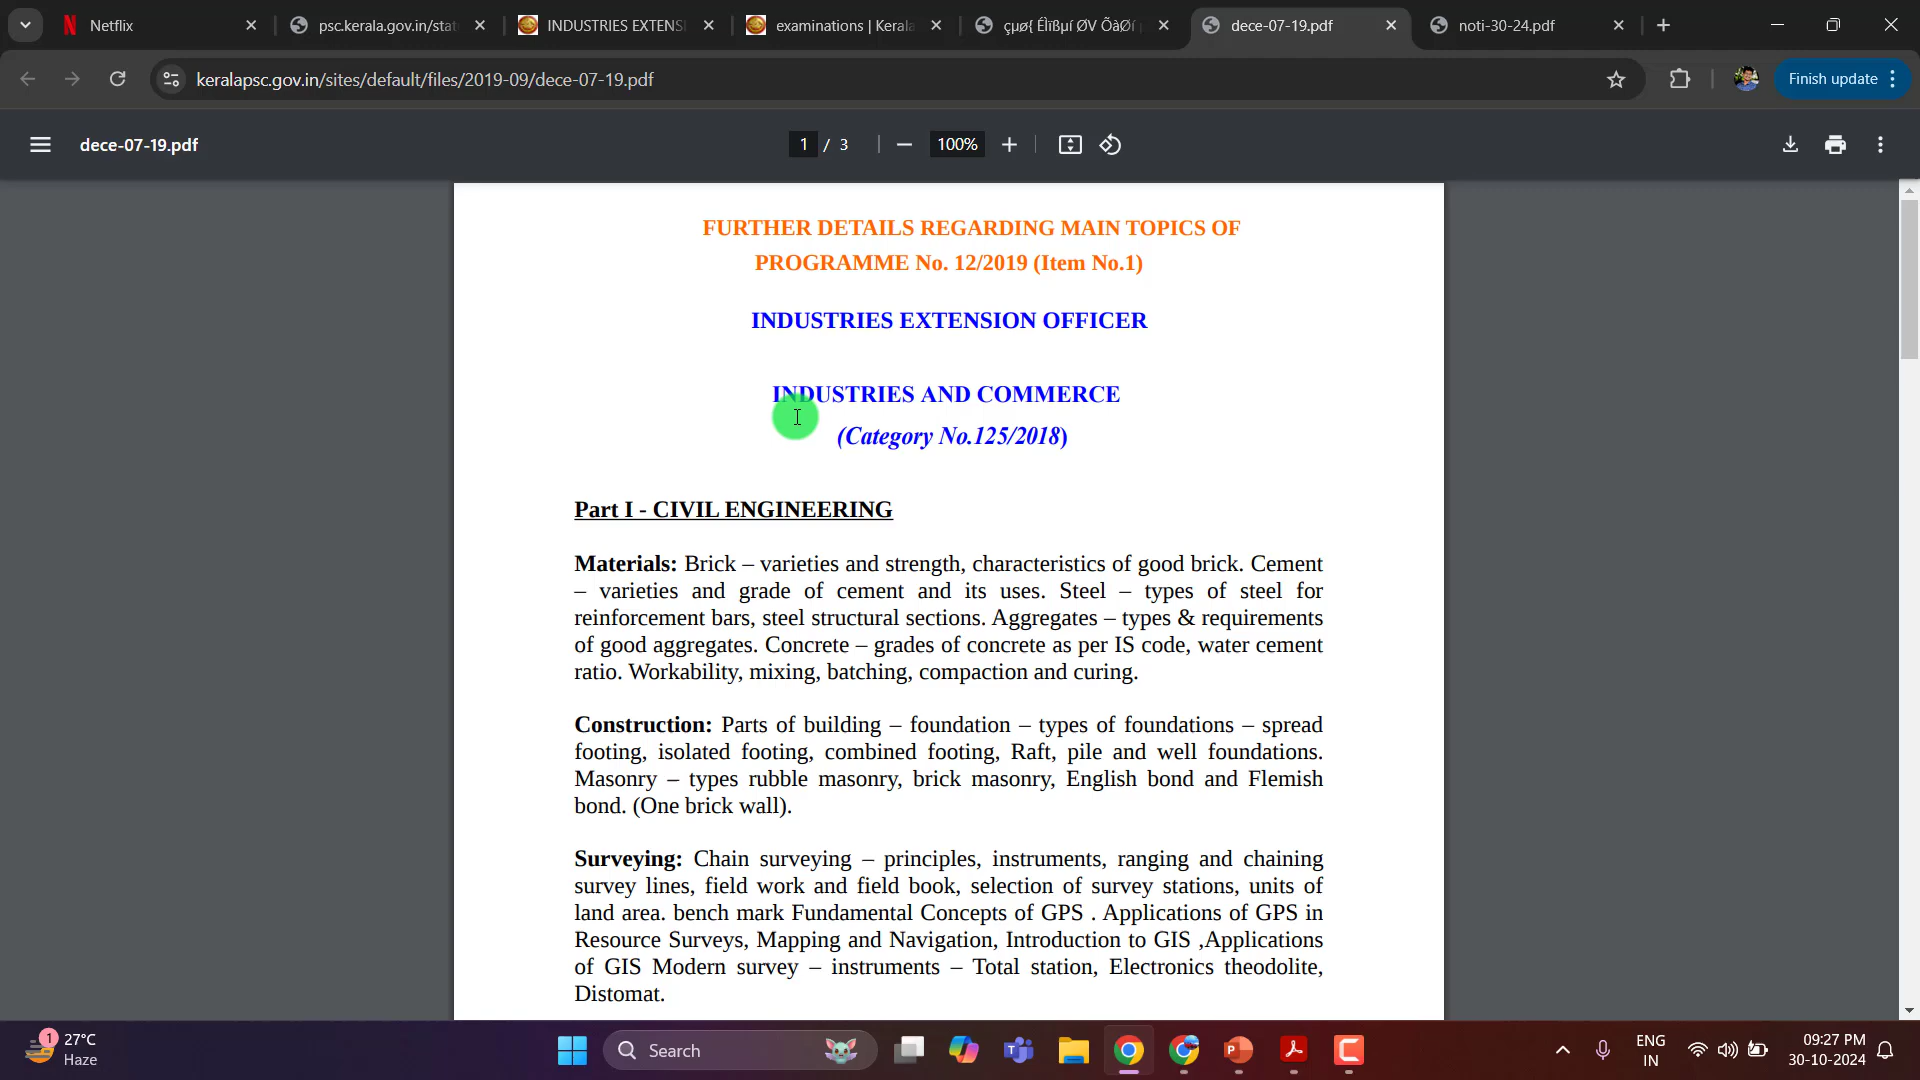 Netflix
psc.kerala.gov.in/stat
INDUSTRIES EXTENSI
examinations | Kerala
çµø{ Élïßµí ØV ÕàØí
dece-07-19.pdf
noti-30-24.pdf
keralapsc.gov.in/sites/default/files/2019-09/dece-07-19.pdf
Finish update
dece-07-19.pdf
1 / 3
100%
FURTHER DETAILS REGARDING MAIN TOPICS OF
PROGRAMME No. 12/2019 (Item No.1)
INDUSTRIES EXTENSION OFFICER
INDUSTRIES AND COMMERCE
(Category No.125/2018)
Part I - CIVIL ENGINEERING
Materials: Brick – varieties and strength, characteristics of good brick. Cement
– varieties and grade of cement and its uses. Steel – types of steel for
reinforcement bars, steel structural sections. Aggregates – types & requirements
of good aggregates. Concrete – grades of concrete as per IS code, water cement
ratio. Workability, mixing, batching, compaction and curing.
Construction: Parts of building – foundation – types of foundations – spread
footing, isolated footing, combined footing, Raft, pile and well foundations.
Masonry – types rubble masonry, brick masonry, English bond and Flemish
bond. (One brick wall).
Surveying: Chain surveying – principles, instruments, ranging and chaining
survey lines, field work and field book, selection of survey stations, units of
land area. bench mark Fundamental Concepts of GPS . Applications of GPS in
Resource Surveys, Mapping and Navigation, Introduction to GIS ,Applications
of GIS Modern survey – instruments – Total station, Electronics theodolite,
Distomat.
1
27°C
Haze
Search
ENG
IN
09:27 PM
30-10-2024